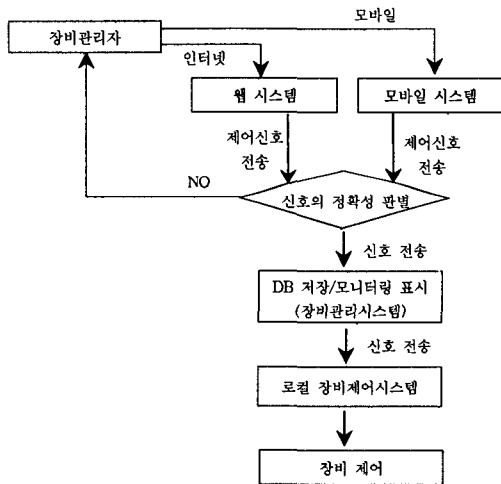 모바일
장비관리자
인터넷
웹 시스템
모바일 시스템
제어신호
전송
제어신호
전송
NO
신호의 정확성 판별
신호 전송
DB 저장/모니터링 표시
(장비관리시스템)
신호 전송
로컬 장비제어시스템
장비 제어